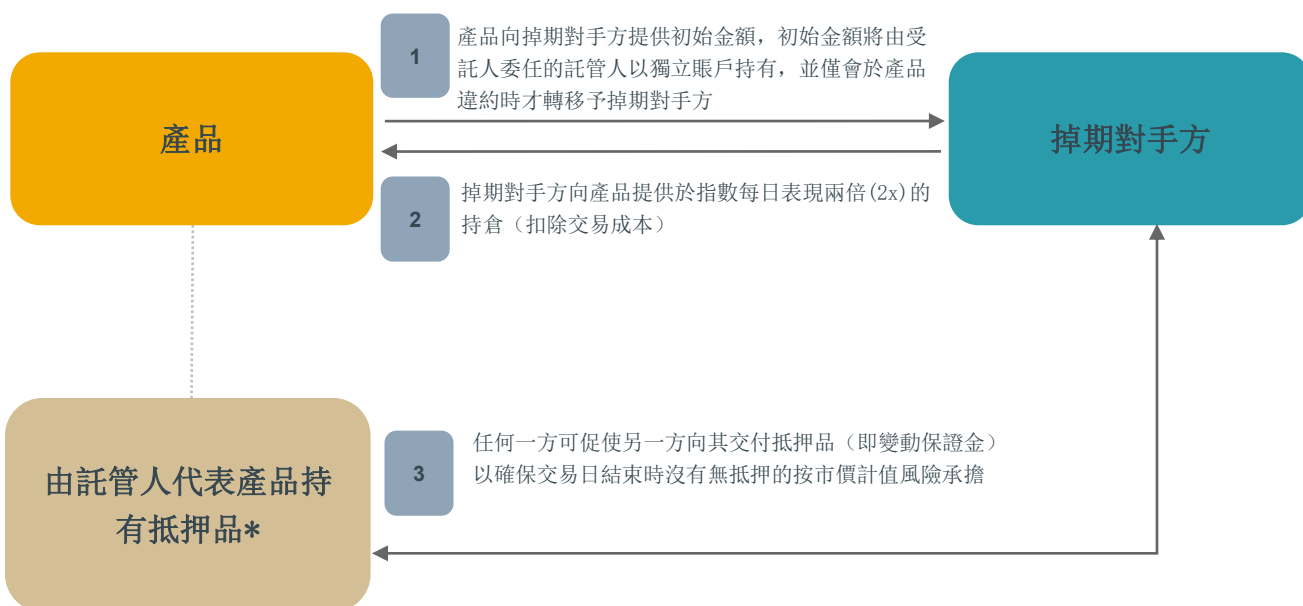 1
產品向掉期對手方提供初始金額，初始金額將由受
託人委任的託管人以獨立賬戶持有，並僅會於產品
違約時才轉移予掉期對手方
產品
掉期對手方
2
掉期對手方向產品提供於指數每日表現兩倍(2x)的
持倉（扣除交易成本）
由託管人代表產品持
有抵押品*
3
任何一方可促使另一方向其交付抵押品（即變動保證金）
以確保交易日結束時沒有無抵押的按市價計值風險承擔